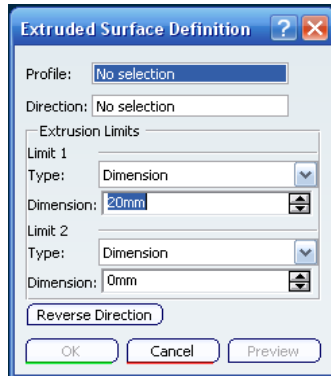 Extruded Surface Definition ? X
Profile: No selection
Direction: No selection
Extrusion Limits
Limit 1
Type: Dimension
Dimension: 20mm
Limit 2
Type: Dimension
Dimension: 0mm
Reverse Direction
OK Cancel Preview